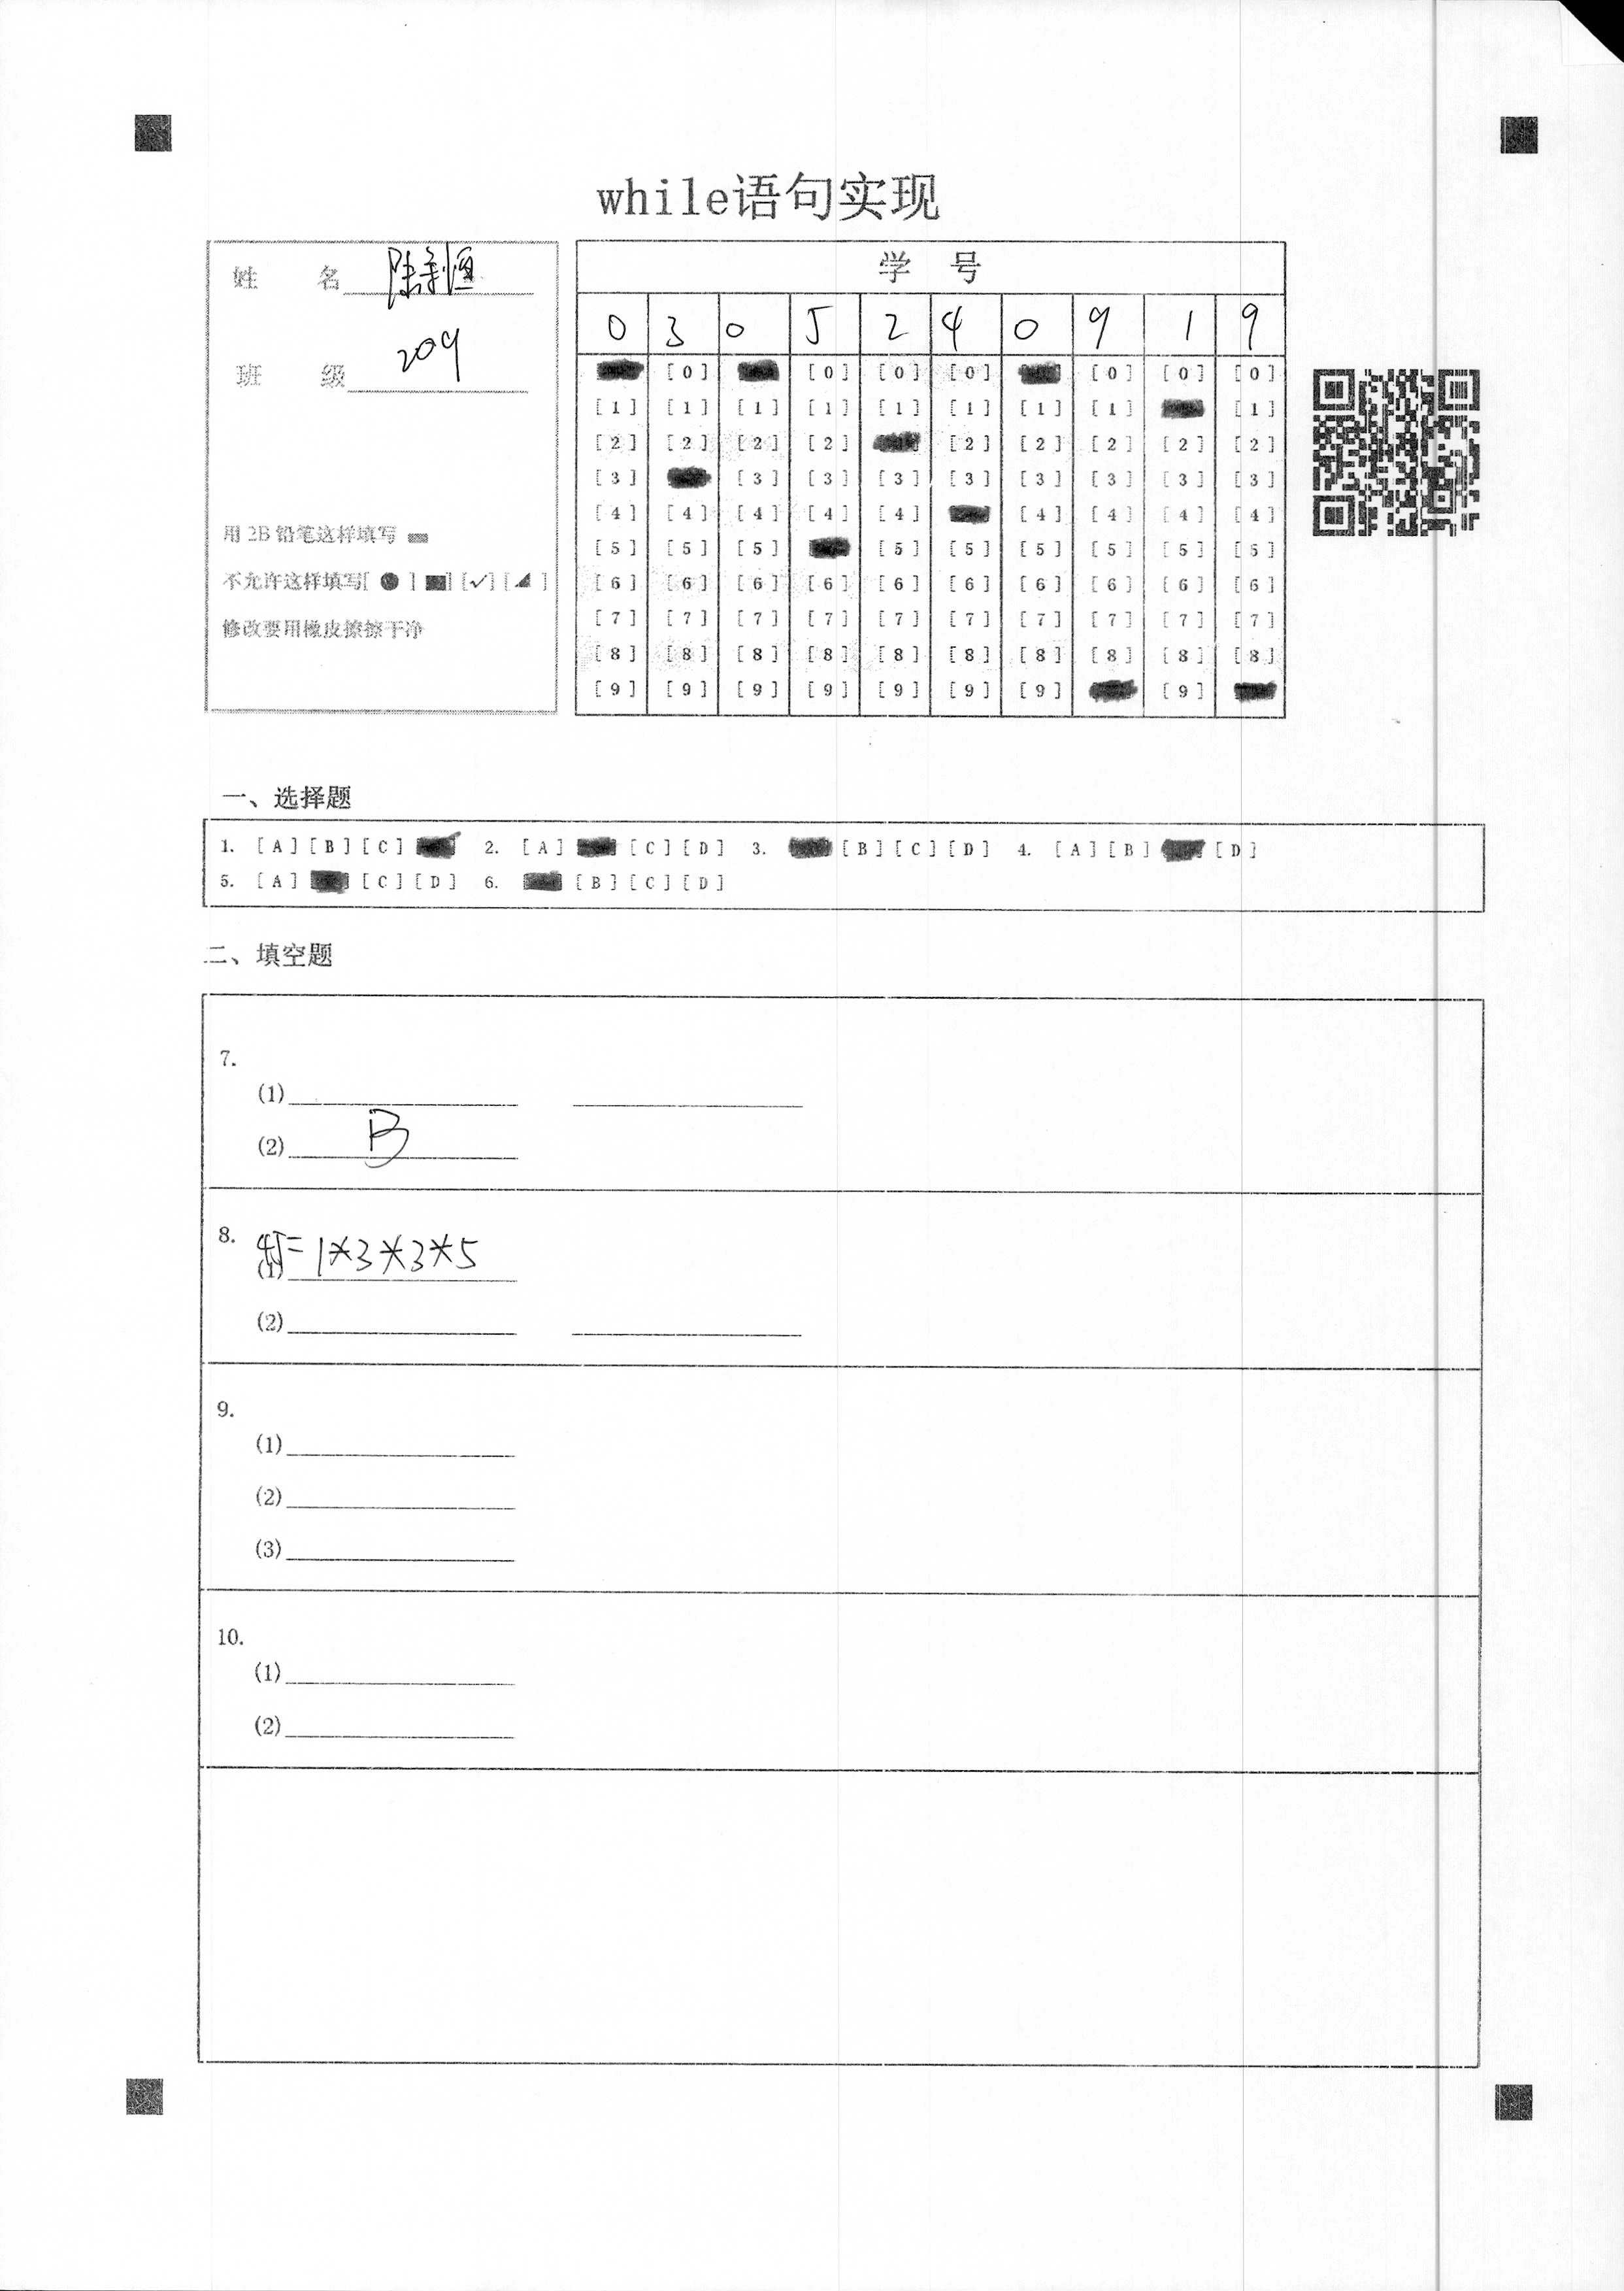 while语句实现
姓 名 陈
班 级 209
用 2B 铅笔这样填写
不允许这样填写[ ● ] [■] [✓] [◢ ]
修改要用橡皮擦擦干净
学 号
0 3 0 5 2 4 0 9 1 9
[0] [0] [0] [0] [0] [0] [0]
[1] [1] [1] [1] [1] [1] [1] [1] [1]
[2] [2] [2] [2] [2] [2] [2] [2] [2]
[3] [3] [3] [3] [3] [3] [3] [3] [3]
[4] [4] [4] [4] [4] [4] [4] [4] [4]
[5] [5] [5] [5] [5] [5] [5] [5] [5]
[6] [6] [6] [6] [6] [6] [6] [6] [6] [6]
[7] [7] [7] [7] [7] [7] [7] [7] [7] [7]
[8] [8] [8] [8] [8] [8] [8] [8] [8] [8]
[9] [9] [9] [9] [9] [9] [9] [9]
一、选择题
1. [A] [B] [C] 2. [A] [C] [D] 3. [B] [C] [D] 4. [A] [B] [D]
5. [A] [C] [D] 6. [B] [C] [D]
二、填空题
7.
(1)
(2) B
8.
(1) 45=1*3*3*5
(2)
9.
(1)
(2)
(3)
10.
(1)
(2)